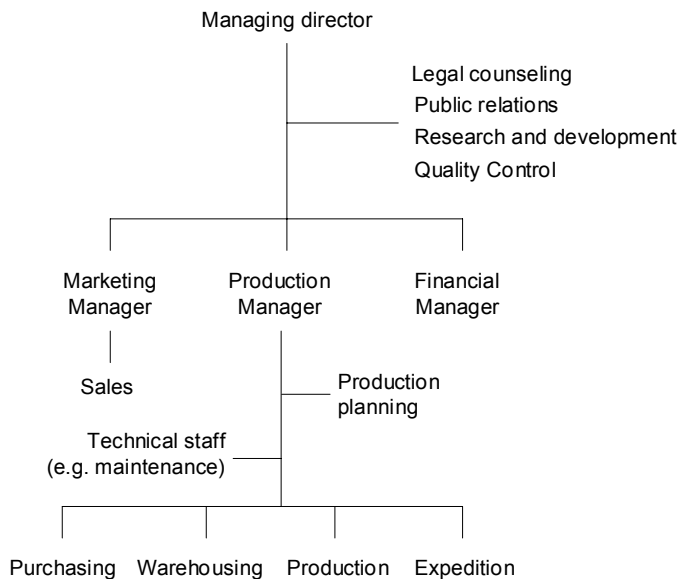 Managing director
Legal counseling
Public relations
Research and development
Quality Control
Marketing
Manager
Production
Manager
Financial
Manager
Sales
Production
planning
Technical staff
(e.g. maintenance)
Purchasing
Warehousing
Production
Expedition